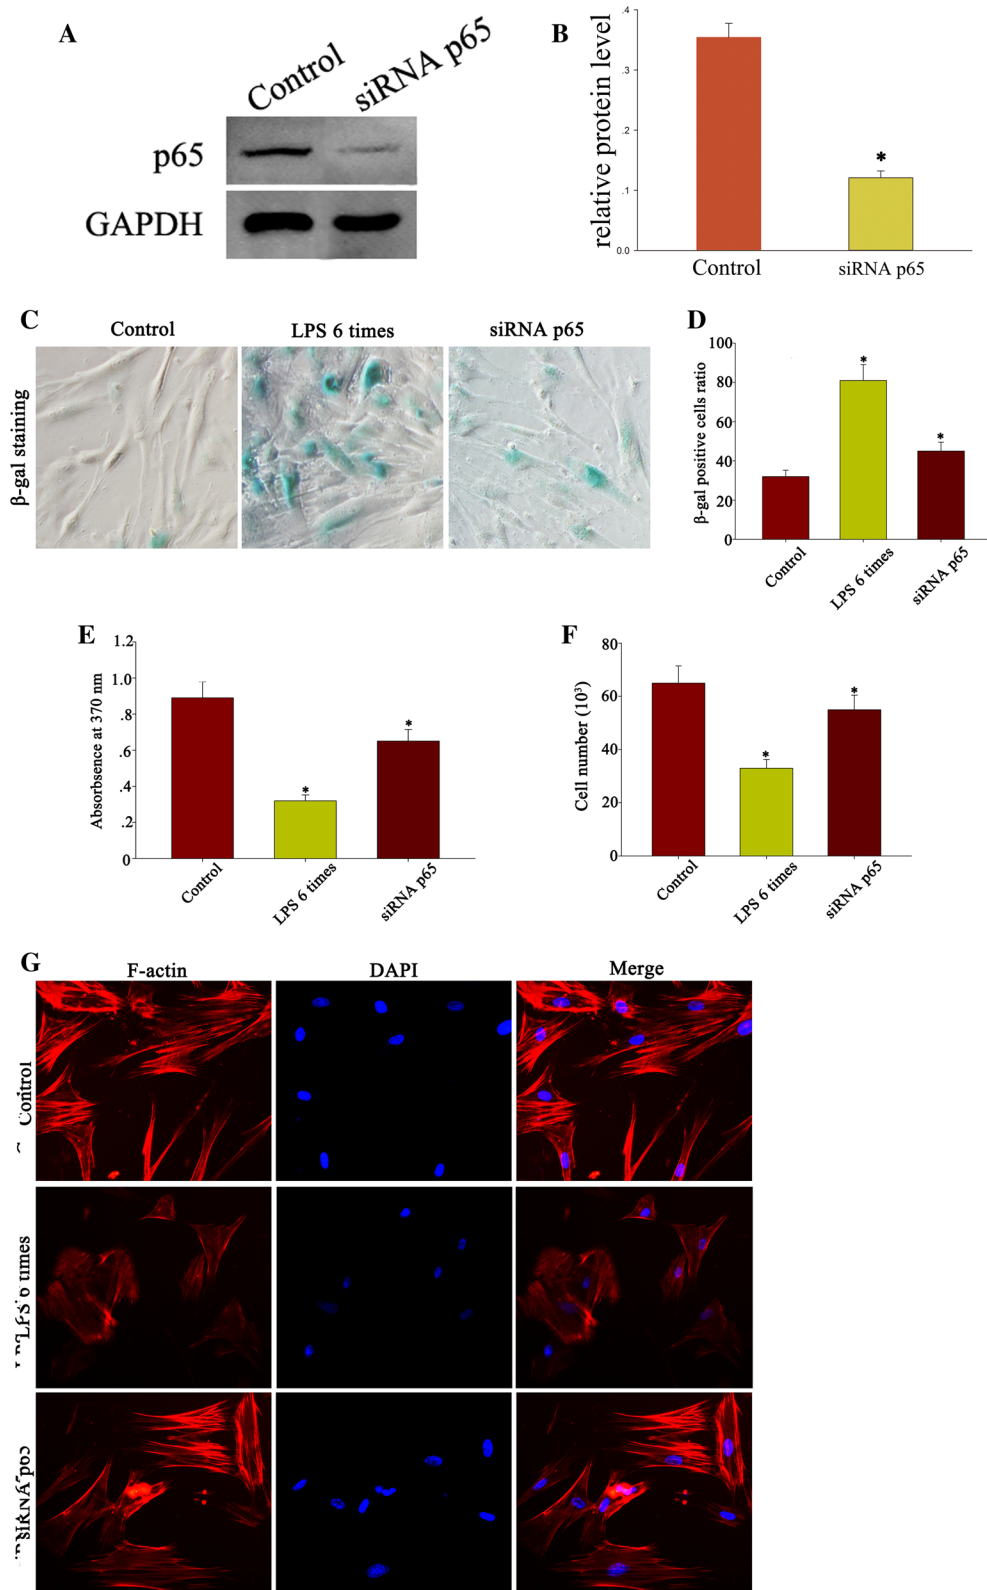 A
Control
siRNA p65
p65
GAPDH
B
relative protein level
.4
.3
.2
.1
0.0
*
Control
siRNA p65
C
Control
LPS 6 times
siRNA p65
β-gal staining
D
β-gal positive cells ratio
100
80
60
40
20
0
*
*
Control
LPS 6 times
siRNA p65
E
Absorbsence at 370 nm
1.2
1.0
.8
.6
.4
.2
0
*
*
Control
LPS 6 times
siRNA p65
F
Cell number (10³)
80
60
40
20
0
*
*
Control
LPS 6 times
siRNA p65
G
F-actin
DAPI
Merge
Control